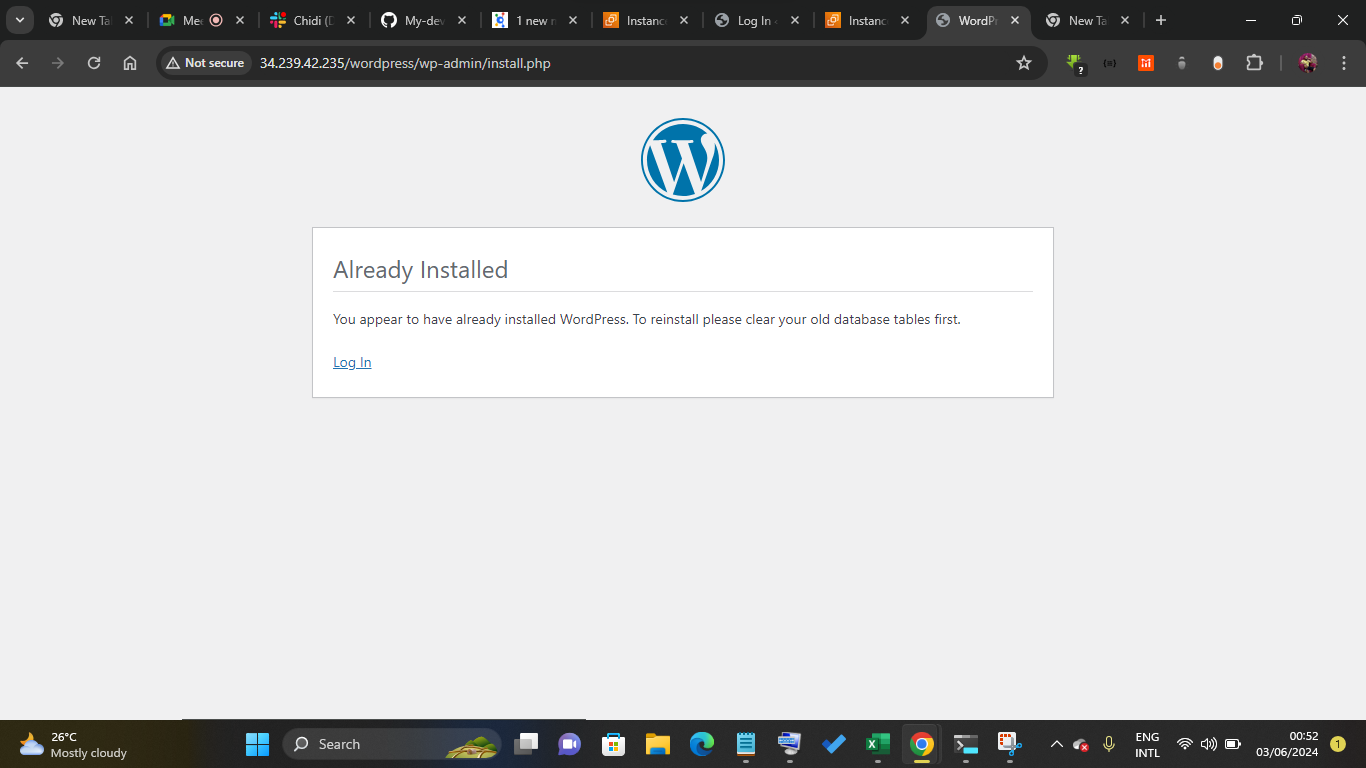 New Ta
Mee
Chidi (D
My-dev
1 new n
Instanc
Log In
Instanc
WordPr
New Ta
Not secure
34.239.42.235/wordpress/wp-admin/install.php
Already Installed
You appear to have already installed WordPress. To reinstall please clear your old database tables first.
Log In
26°C
Mostly cloudy
Search
ENG
INTL
00:52
03/06/2024
1